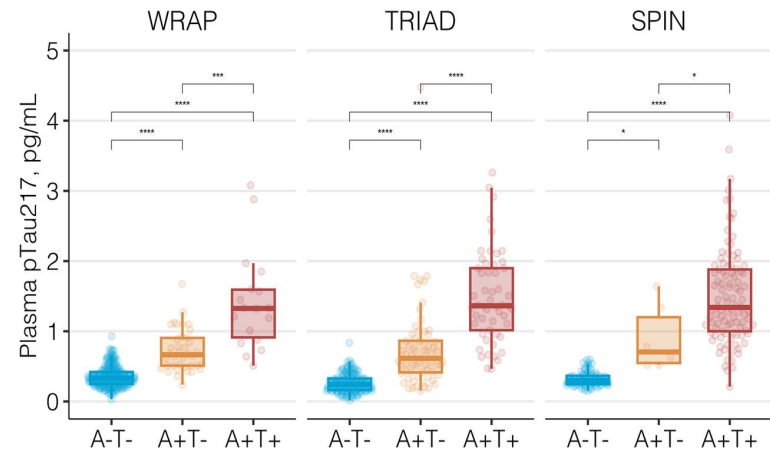 WRAP TRIAD SPIN
Plasma pTau217, pg/mL
5
4
3
2
1
0
*** **** *
**** **** ****
**** **** *
A-T- A+T- A+T+ A-T- A+T- A+T+ A-T- A+T- A+T+